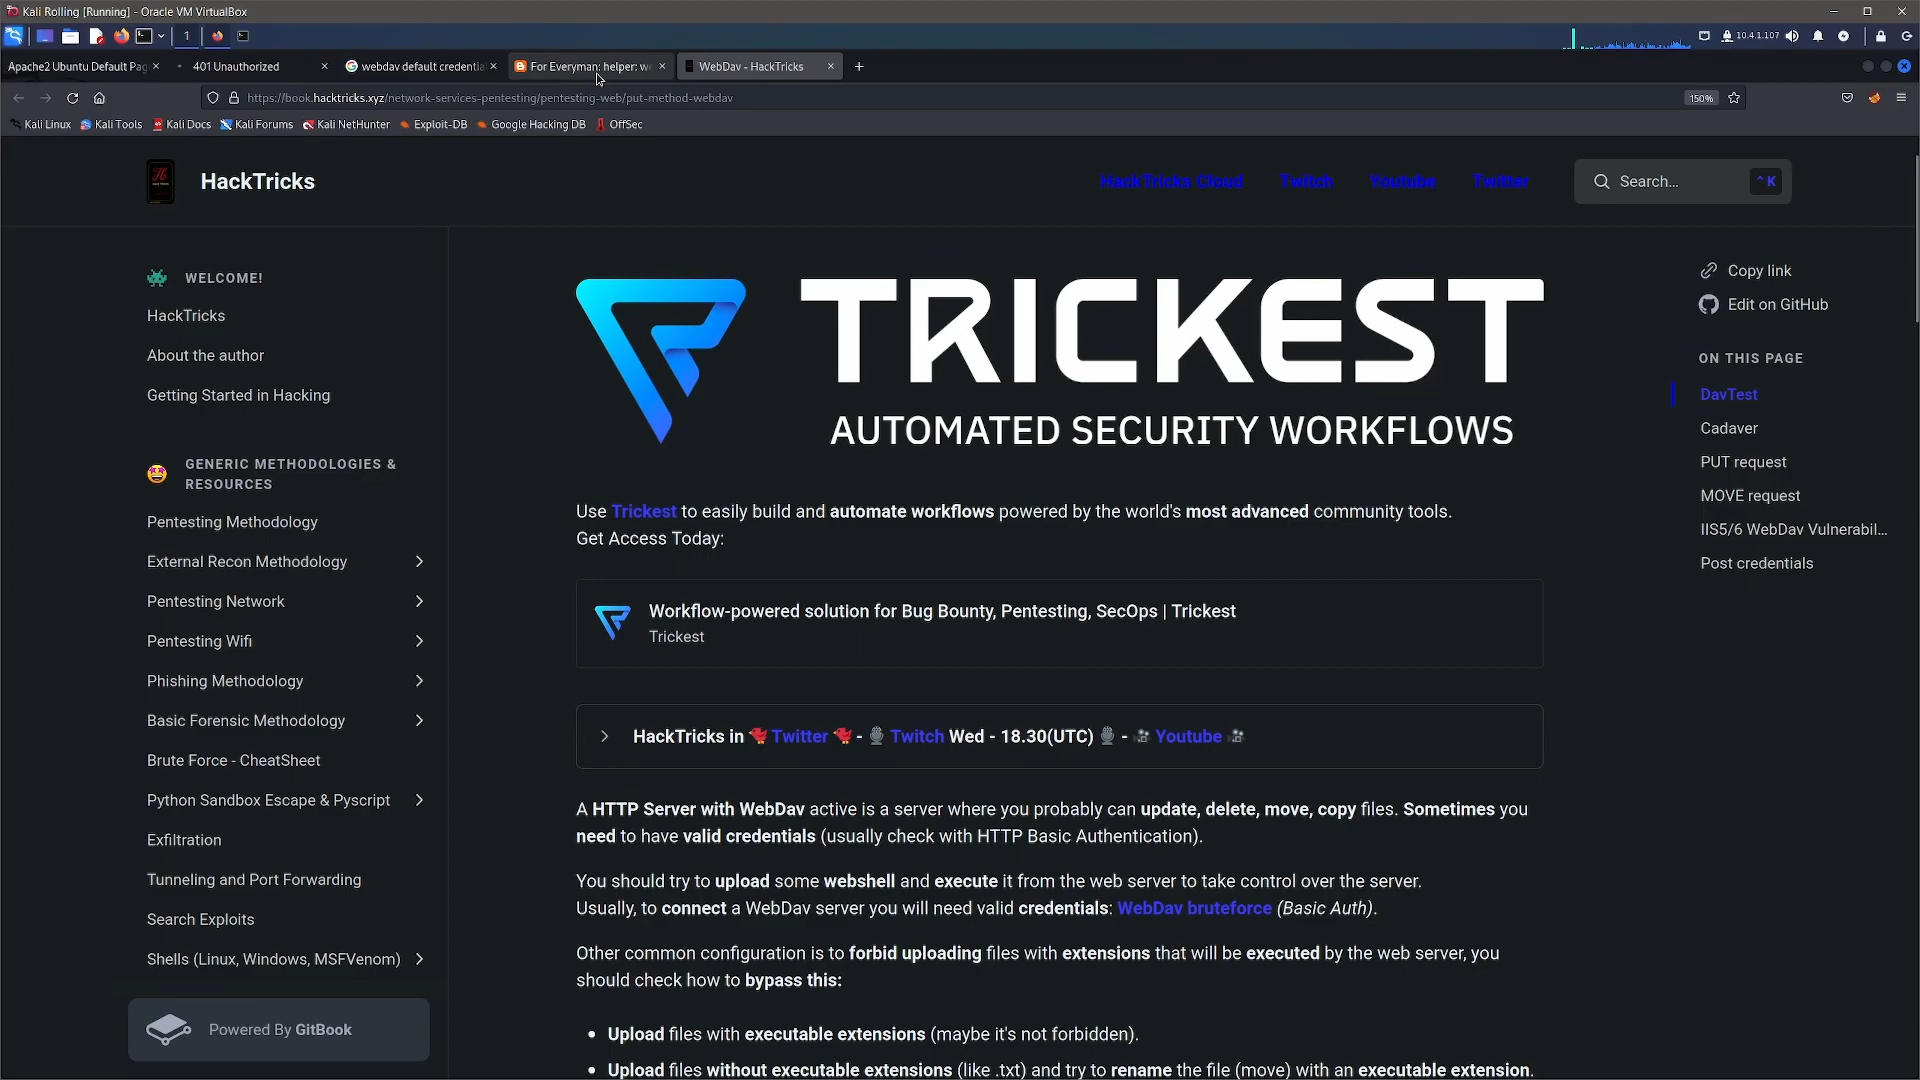 Kali Rolling [Running] - Oracle VM VirtualBox
1
10.4.1.107
Apache2 Ubuntu Default Pag
401 Unauthorized
webdav default credentia
For Everyman: helper: we
WebDav - HackTricks
https://book.hacktricks.xyz/network-services-pentesting/pentesting-web/put-method-webdav
150%
Kali Linux
Kali Tools
Kali Docs
Kali Forums
Kali NetHunter
Exploit-DB
Google Hacking DB
OffSec
HackTricks
HackTricks Cloud
Twitch
Youtube
Twitter
Search...
^ K
WELCOME!
HackTricks
About the author
Getting Started in Hacking
GENERIC METHODOLOGIES &
RESOURCES
Pentesting Methodology
External Recon Methodology
Pentesting Network
Pentesting Wifi
Phishing Methodology
Basic Forensic Methodology
Brute Force - CheatSheet
Python Sandbox Escape & Pyscript
Exfiltration
Tunneling and Port Forwarding
Search Exploits
Shells (Linux, Windows, MSFVenom)
Powered By GitBook
TRICKEST
AUTOMATED SECURITY WORKFLOWS
Use Trickest to easily build and automate workflows powered by the world's most advanced community tools.
Get Access Today:
Workflow-powered solution for Bug Bounty, Pentesting, SecOps | Trickest
Trickest
HackTricks in Twitter - Twitch Wed - 18.30(UTC) - Youtube
A HTTP Server with WebDav active is a server where you probably can update, delete, move, copy files. Sometimes you
need to have valid credentials (usually check with HTTP Basic Authentication).
You should try to upload some webshell and execute it from the web server to take control over the server.
Usually, to connect a WebDav server you will need valid credentials: WebDav bruteforce (Basic Auth).
Other common configuration is to forbid uploading files with extensions that will be executed by the web server, you
should check how to bypass this:
• Upload files with executable extensions (maybe it's not forbidden).
• Upload files without executable extensions (like .txt) and try to rename the file (move) with an executable extension.
Copy link
Edit on GitHub
ON THIS PAGE
DavTest
Cadaver
PUT request
MOVE request
IIS5/6 WebDav Vulnerabil...
Post credentials